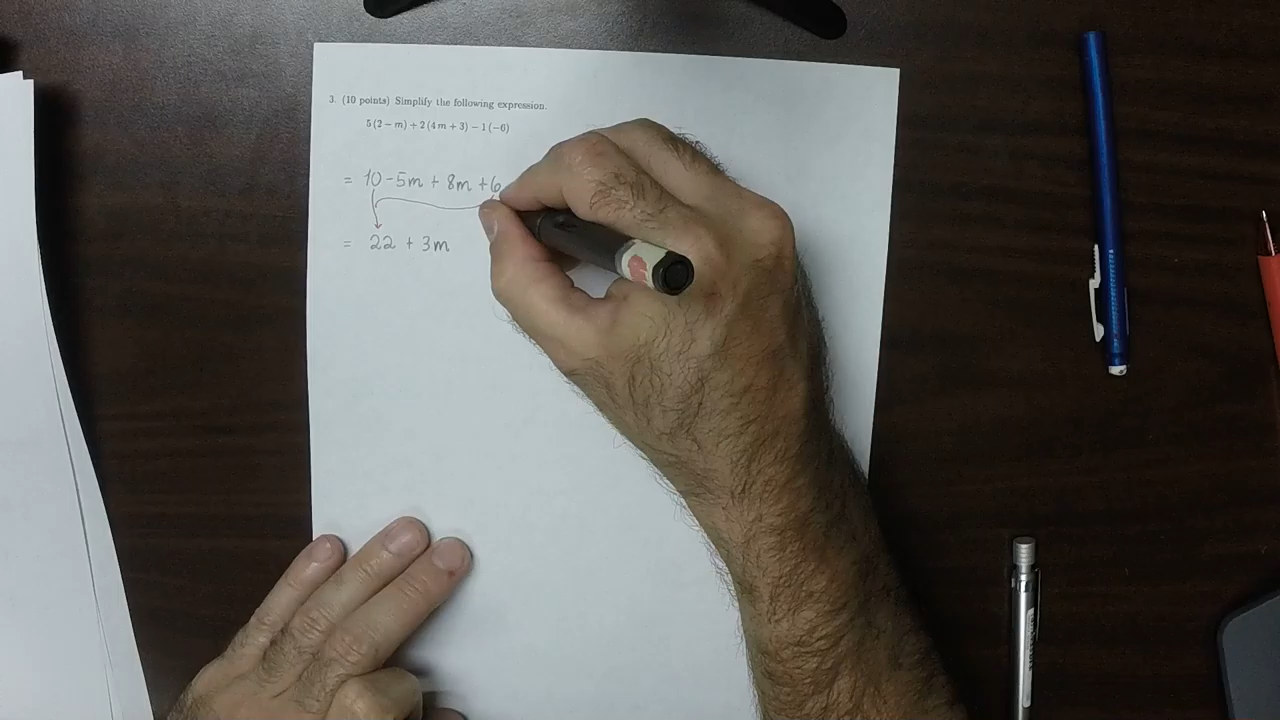 3. (10 points) Simplify the following expression.
5(2 − m) + 2(4m + 3) − 1(−6)
= 10 - 5m + 8m + 6
= 22 + 3m